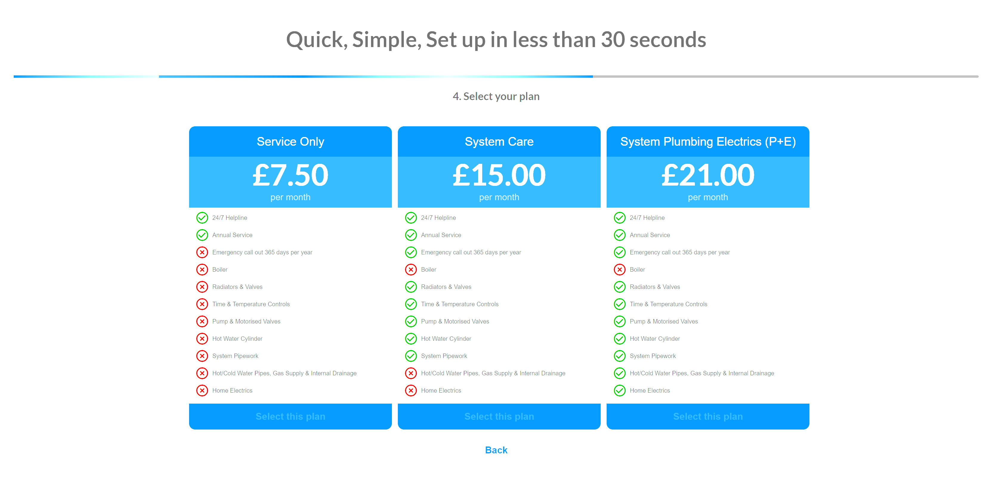 Quick, Simple, Set up in less than 30 seconds
4. Select your plan
Service Only
£7.50
per month
24/7 Helpline
Annual Service
Emergency call out 365 days per year
Boiler
Radiators & Valves
Time & Temperature Controls
Pump & Motorised Valves
Hot Water Cylinder
System Pipework
Hot/Cold Water Pipes, Gas Supply & Internal Drainage
Home Electrics
Select this plan
System Care
£15.00
per month
24/7 Helpline
Annual Service
Emergency call out 365 days per year
Boiler
Radiators & Valves
Time & Temperature Controls
Pump & Motorised Valves
Hot Water Cylinder
System Pipework
Hot/Cold Water Pipes, Gas Supply & Internal Drainage
Home Electrics
Select this plan
System Plumbing Electrics (P+E)
£21.00
per month
24/7 Helpline
Annual Service
Emergency call out 365 days per year
Boiler
Radiators & Valves
Time & Temperature Controls
Pump & Motorised Valves
Hot Water Cylinder
System Pipework
Hot/Cold Water Pipes, Gas Supply & Internal Drainage
Home Electrics
Select this plan
Back